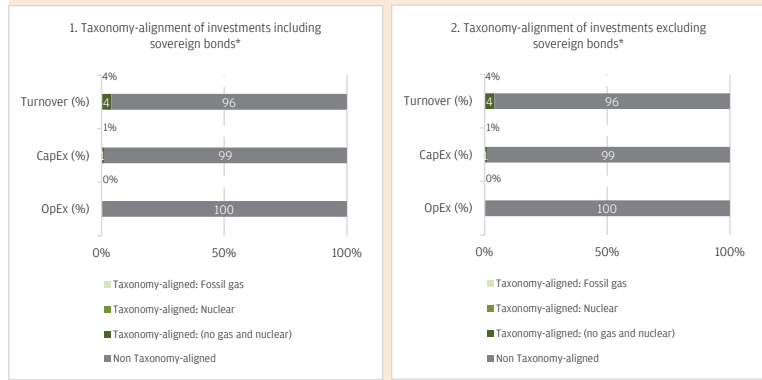 1. Taxonomy-alignment of investments including
sovereign bonds*
4%
Turnover (%)
4
96
1%
CapEx (%)
1
99
0%
OpEx (%)
100
0%
50%
100%
Taxonomy-aligned: Fossil gas
Taxonomy-aligned: Nuclear
Taxonomy-aligned: (no gas and nuclear)
Non Taxonomy-aligned
2. Taxonomy-alignment of investments excluding
sovereign bonds*
4%
Turnover (%)
4
96
1%
CapEx (%)
1
99
0%
OpEx (%)
100
0%
50%
100%
Taxonomy-aligned: Fossil gas
Taxonomy-aligned: Nuclear
Taxonomy-aligned: (no gas and nuclear)
Non Taxonomy-aligned